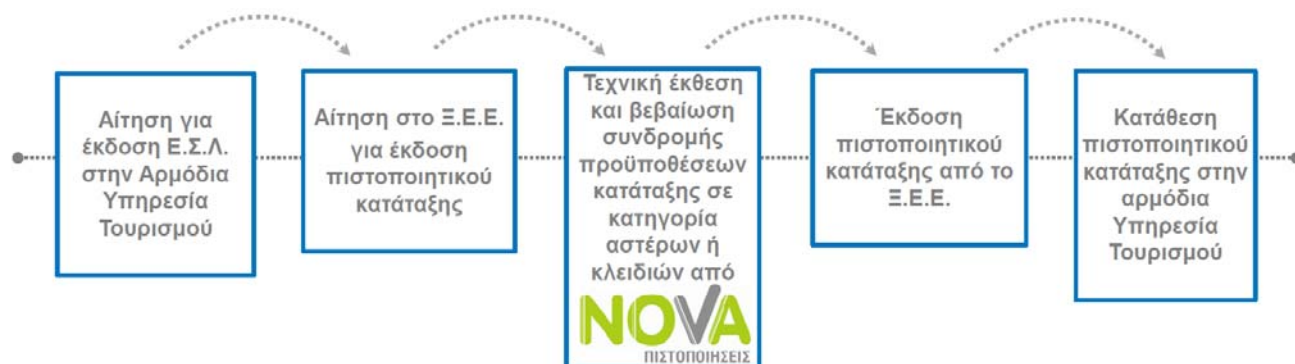 Αίτηση για
έκδοση Ε.Σ.Λ.
στην Αρμόδια
Υπηρεσία
Τουρισμού
Αίτηση στο Ξ.Ε.Ε.
για έκδοση
πιστοποιητικού
κατάταξης
Τεχνική έκθεση
και βεβαίωση
συνδρομής
προϋποθέσεων
κατάταξης σε
κατηγορία
αστέρων ή
κλειδιών από
NOVA
ΠΙΣΤΟΠΟΙΗΣΕΙΣ
Έκδοση
πιστοποιητικού
κατάταξης από το
Ξ.Ε.Ε.
Κατάθεση
πιστοποιητικού
κατάταξης στην
αρμόδια
Υπηρεσία
Τουρισμού